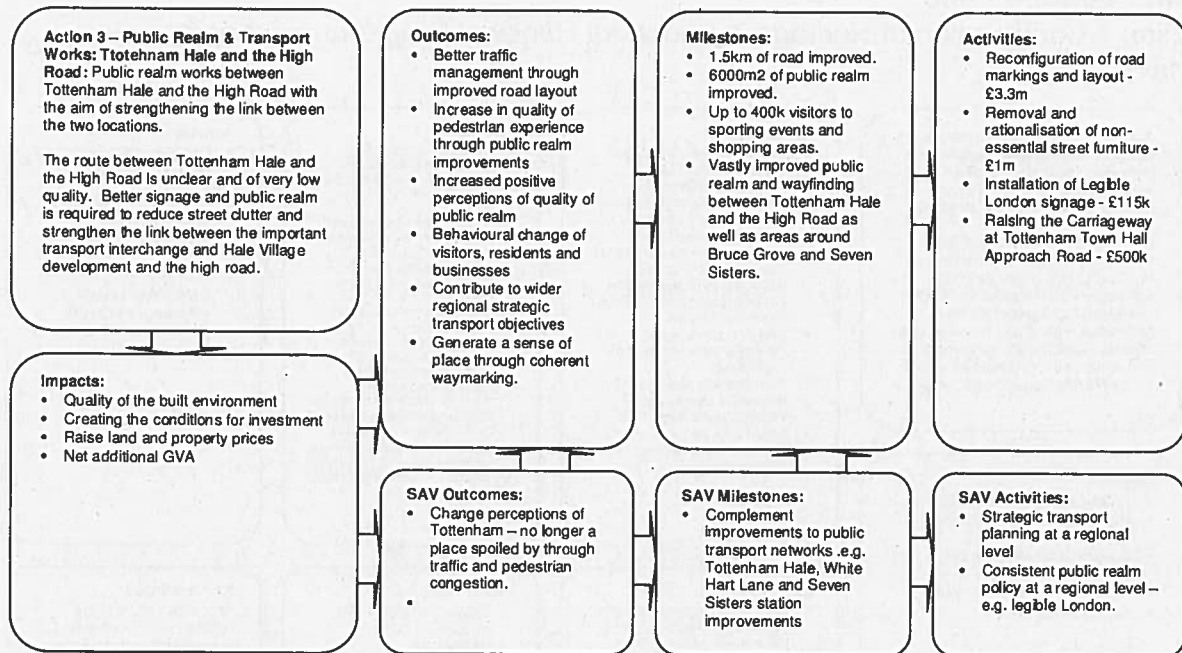 Action 3 – Public Realm & Transport
Works: Ttotehnam Hale and the High
Road: Public realm works between
Tottenham Hale and the High Road with
the aim of strengthening the link between
the two locations.
The route between Tottenham Hale and
the High Road is unclear and of very low
quality. Better signage and public realm
is required to reduce street clutter and
strengthen the link between the important
transport interchange and Hale Village
development and the high road.
Outcomes:
• Better traffic
management through
improved road layout
• Increase in quality of
pedestrian experience
through public realm
improvements
• Increased positive
perceptions of quality of
public realm
• Behavioural change of
visitors, residents and
businesses
• Contribute to wider
regional strategic
transport objectives
• Generate a sense of
place through coherent
waymarking.
Milestones:
• 1.5km of road improved.
• 6000m2 of public realm
improved.
• Up to 400k visitors to
sporting events and
shopping areas.
• Vastly improved public
realm and wayfinding
between Tottenham Hale
and the High Road as
well as areas around
Bruce Grove and Seven
Sisters.
Activities:
• Reconfiguration of road
markings and layout -
£3.3m
• Removal and
rationalisation of non-
essential street furniture -
£1m
• Installation of Legible
London signage - £115k
• Raising the Carriageway
at Tottenham Town Hall
Approach Road - £500k
Impacts:
• Quality of the built environment
• Creating the conditions for investment
• Raise land and property prices
• Net additional GVA
SAV Outcomes:
• Change perceptions of
Tottenham – no longer a
place spoiled by through
traffic and pedestrian
congestion.
•
SAV Milestones:
• Complement
improvements to public
transport networks .e.g.
Tottenham Hale, White
Hart Lane and Seven
Sisters station
improvements
SAV Activities:
• Strategic transport
planning at a regional
level
• Consistent public realm
policy at a regional level –
e.g. legible London.